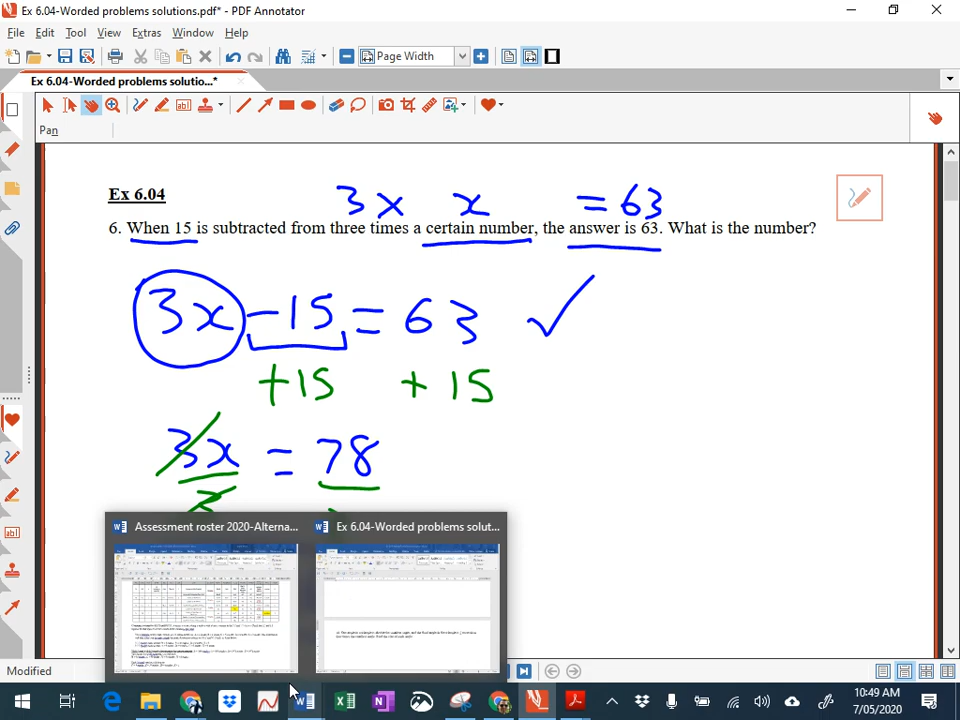 Ex 6.04-Worded problems solutions.pdf* - PDF Annotator
File Edit Tool View Extras Window Help
Page Width
Ex 6.04-Worded problems solutio...*
Pan
Ex 6.04
3x x = 63
6. When 15 is subtracted from three times a certain number, the answer is 63. What is the number?
3x - 15 = 63
+15 + 15
3x = 78
Assessment roster 2020-Alterna... Ex 6.04-Worded problems solut...
Modified
10:49 AM
7/05/2020